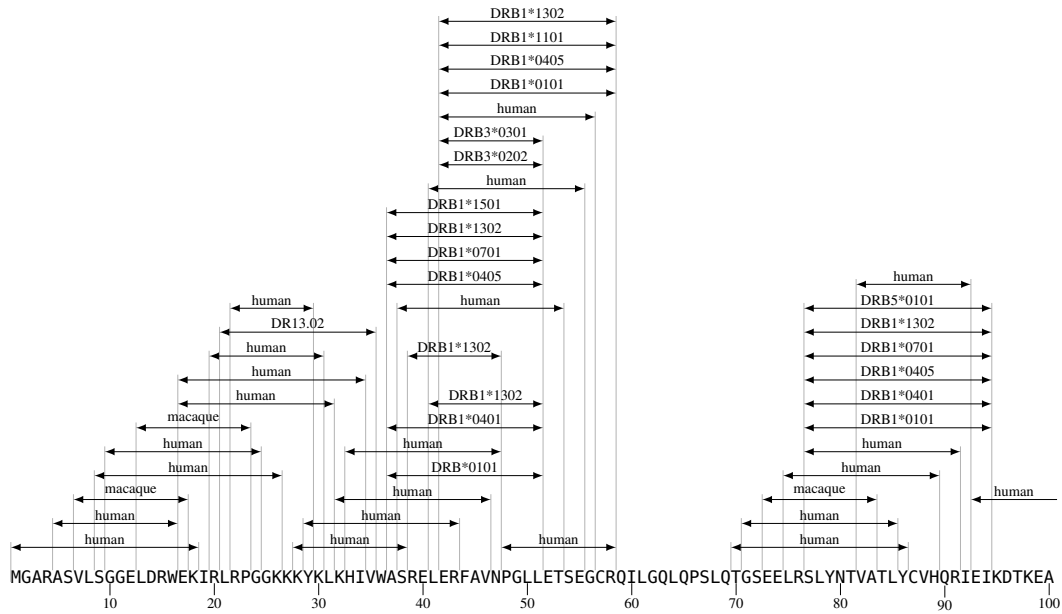 DRB1*1302
DRB1*1101
DRB1*0405
DRB1*0101
human
DRB3*0301
DRB3*0202
human
DRB1*1501
DRB1*1302
DRB1*0701
DRB1*0405 human
human human DRB5*0101
DR13.02 DRB1*1302
human DRB1*1302 DRB1*0701
human DRB1*0405
human DRB1*1302 DRB1*0401
macaque DRB1*0401 DRB1*0101
human human human
human DRB*0101 human
macaque human macaque human
human human human
human human human human
MGARASVLSGGELDRWEKIRLRPGGKKKYKLKHIVWASRELERFAVNPGLLETSEGCRQILGQLQPSLQTGSEELRSLYNTVATLYCVHQRIEIKDTKEA
10 20 30 40 50 60 70 80 90 100